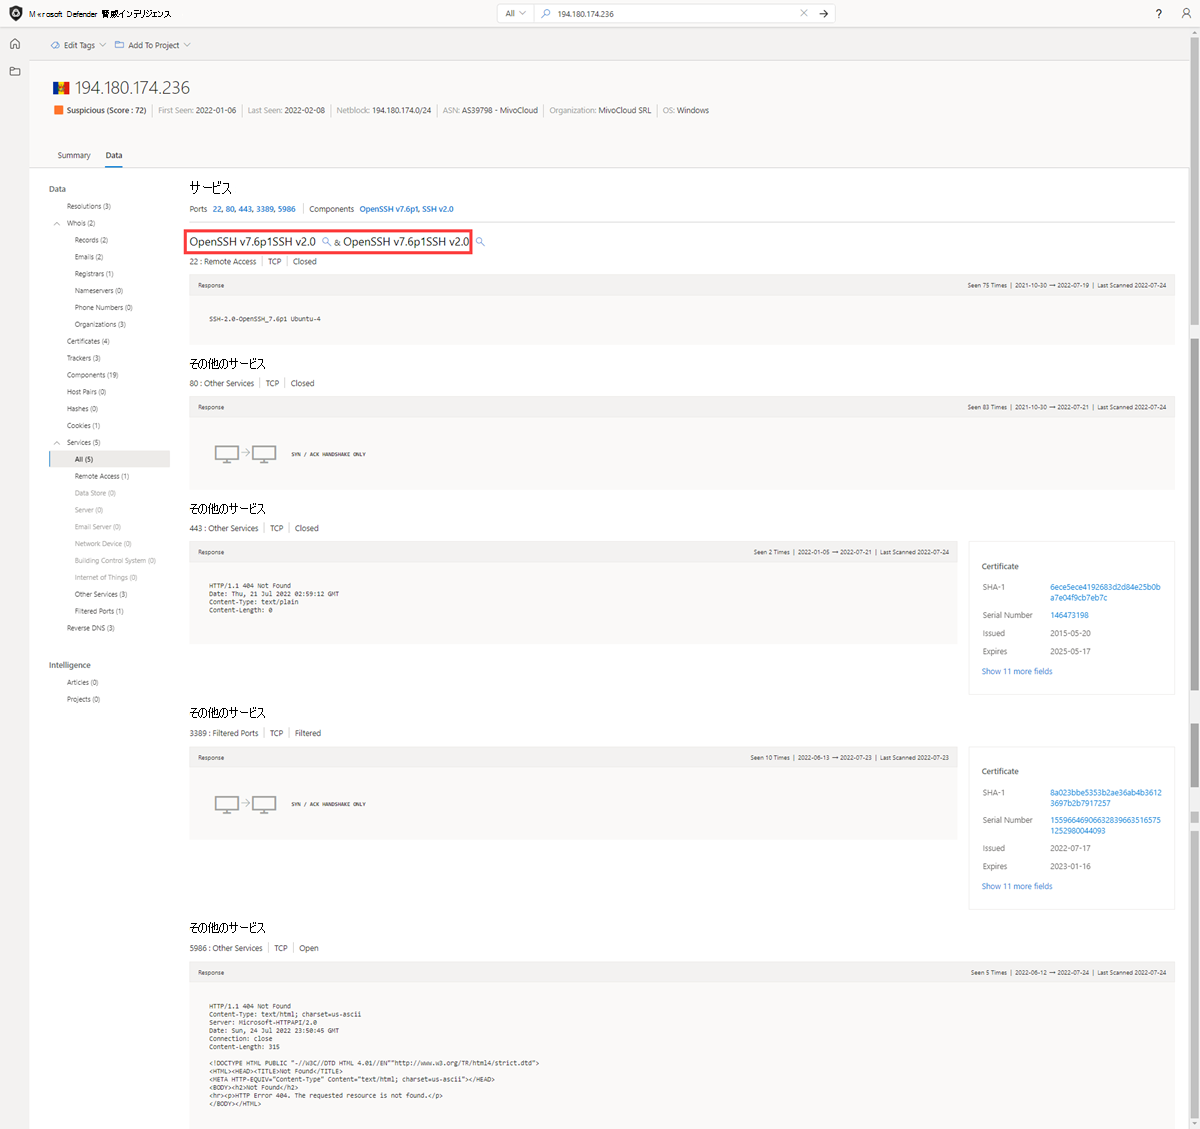 Microsoft Defender 脅威インテリジェンス
All
194.180.174.236
?
Edit Tags
Add To Project
194.180.174.236
Suspicious (Score : 72) | First Seen: 2022-01-06 | Last Seen: 2022-02-08 | Netblock: 194.180.174.0/24 | ASN: AS39798 - MivoCloud | Organization: MivoCloud SRL | OS: Windows
Summary
Data
Data
Resolutions (3)
Whois (2)
Records (2)
Emails (2)
Registrars (1)
Nameservers (0)
Phone Numbers (0)
Organizations (3)
Certificates (4)
Trackers (3)
Components (19)
Host Pairs (0)
Hashes (0)
Cookies (1)
Services (5)
All (5)
Remote Access (1)
Data Store (0)
Server (0)
Email Server (0)
Network Device (0)
Building Control System (0)
Internet of Things (0)
Other Services (3)
Filtered Ports (1)
Reverse DNS (3)
Intelligence
Articles (0)
Projects (0)
サービス
Ports 22, 80, 443, 3389, 5986 | Components OpenSSH v7.6p1, SSH v2.0
OpenSSH v7.6p1SSH v2.0 & OpenSSH v7.6p1SSH v2.0
22 : Remote Access | TCP | Closed
Response
Seen 75 Times | 2021-10-30 → 2022-07-19 | Last Scanned 2022-07-24
SSH-2.0-OpenSSH_7.6p1 Ubuntu-4
その他のサービス
80 : Other Services | TCP | Closed
Response
Seen 83 Times | 2021-10-30 → 2022-07-21 | Last Scanned 2022-07-24
SYN / ACK HANDSHAKE ONLY
その他のサービス
443 : Other Services | TCP | Closed
Response
Seen 2 Times | 2022-01-05 → 2022-07-21 | Last Scanned 2022-07-24
HTTP/1.1 404 Not Found
Date: Thu, 21 Jul 2022 02:59:12 GMT
Content-Type: text/plain
Content-Length: 0
Certificate
SHA-1 6ece5ece4192683d2d84e25b0b
a7e04f9cb7eb7c
Serial Number 146473198
Issued 2015-05-20
Expires 2025-05-17
Show 11 more fields
その他のサービス
3389 : Filtered Ports | TCP | Filtered
Response
Seen 10 Times | 2022-06-13 → 2022-07-23 | Last Scanned 2022-07-23
SYN / ACK HANDSHAKE ONLY
Certificate
SHA-1 8a023bbe5353b2ae36ab4b3612
3697b2b7917257
Serial Number 15596646906632839663516575
1252980044093
Issued 2022-07-17
Expires 2023-01-16
Show 11 more fields
その他のサービス
5986 : Other Services | TCP | Open
Response
Seen 5 Times | 2022-06-12 → 2022-07-24 | Last Scanned 2022-07-24
HTTP/1.1 404 Not Found
Content-Type: text/html; charset=us-ascii
Server: Microsoft-HTTPAPI/2.0
Date: Sun, 24 Jul 2022 23:50:45 GMT
Connection: close
Content-Length: 315
<!DOCTYPE HTML PUBLIC "-//W3C//DTD HTML 4.01//EN""http://www.w3.org/TR/html4/strict.dtd">
<HTML><HEAD><TITLE>Not Found</TITLE>
<META HTTP-EQUIV="Content-Type" Content="text/html; charset=us-ascii"></HEAD>
<BODY><h2>Not Found</h2>
<hr><p>HTTP Error 404. The requested resource is not found.</p>
</BODY></HTML>